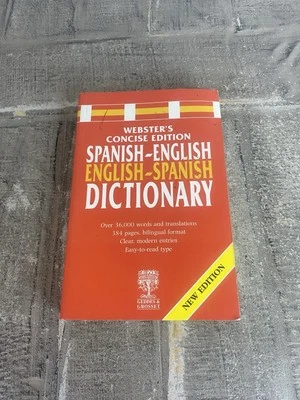 WEBSTER'S
CONCISE EDITION
SPANISH-ENGLISH
ENGLISH-SPANISH
DICTIONARY
Over 36,000 words and translations
384 pages, bilingual format
Clear, modern entries
Easy-to-read type
GEDDES &
GROSSET
NEW EDITION